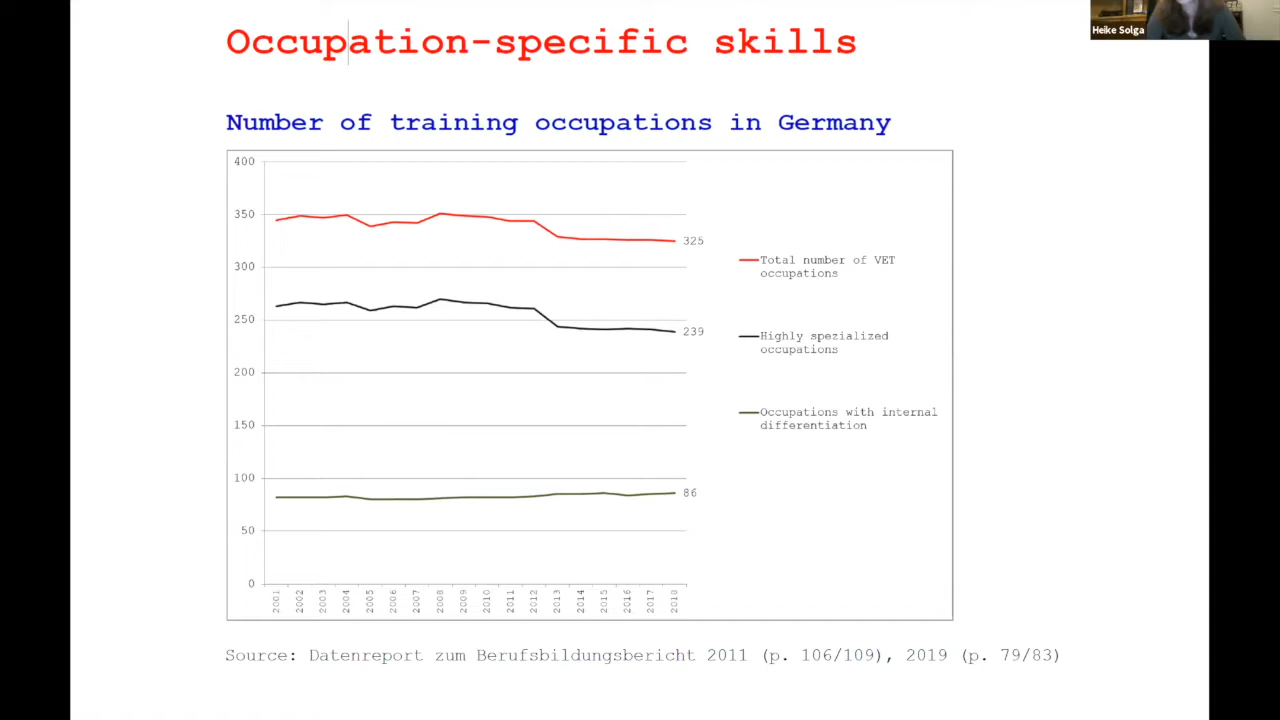 Occupation-specific skills
Heike Solga
Number of training occupations in Germany
400
350
300
250
200
150
100
50
0
325
239
86
Total number of VET
occupations
Highly spezialized
occupations
Occupations with internal
differentiation
2001 2002 2003 2004 2005 2006 2007 2008 2009 2010 2011 2012 2013 2014 2015 2016 2017 2018
Source: Datenreport zum Berufsbildungsbericht 2011 (p. 106/109), 2019 (p. 79/83)